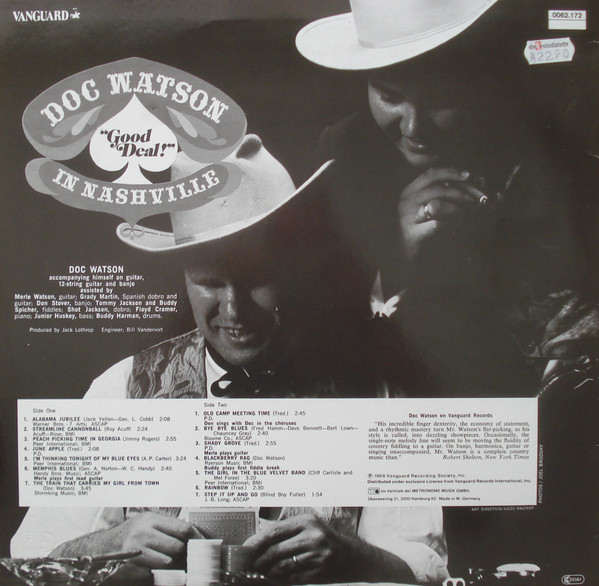 VANGUARD
0062.172
A22.90
DOC WATSON
"Good
Deal!"
IN NASHVILLE
DOC WATSON
accompanying himself on guitar,
12-string guitar and banjo
assisted by
Merle Watson, guitar; Grady Martin, Spanish dobro and
guitar; Don Stover, banjo; Tommy Jackson and Buddy
Spicher, fiddles; Shot Jackson, dobro; Floyd Cramer,
piano; Junior Huskey, bass; Buddy Harman, drums.
Produced by Jack Lothrop Engineer; Bill Vandervort
Side One
1. ALABAMA JUBILEE (Jack Yellen—Geo. L. Cobb) 2:08
Warner Bros.- 7 Arts; ASCAP
2. STREAMLINE CANNONBALL (Roy Acuff) 2:24
Acuff—Rose; BMI
3. PEACH PICKING TIME IN GEORGIA (Jimmy Rogers) 2:55
Peer International; BMI
4. JUNE APPLE (Trad.) 2:08
P.D.
5. I'M THINKING TONIGHT OF MY BLUE EYES (A. P. Carter) 3:24
Peer International; BMI
6. MEMPHIS BLUES (Geo. A. Norton—W. C. Handy) 2:40
Handy Bros. Music; ASCAP
Merle plays first lead guitar
7. THE TRAIN THAT CARRIED MY GIRL FROM TOWN
(Doc Watson) 3:45
Stormking Music; BMI
Side Two
1. OLD CAMP MEETING TIME (Trad.) 2:45
P.D.
Don sings with Doc in the choruses
2. BYE BYE BLUES (Fred Hamm—Dave Bennett—Bert Lown—
Chauncey Gray) 2:40
Bourne Co.; ASCAP
3. SHADY GROVE (Trad.) 2:55
P.D.
Merle plays guitar
4. BLACKBERRY RAG (Doc Watson)
Ryerson Music; BMI
Buddy plays first fiddle break
5. THE GIRL IN THE BLUE VELVET BAND (Cliff Carlisle and
Mel Foree) 3:20
Peer International; BMI
6. RAINBOW (Trad.) 2:30
7. STEP IT UP AND GO (Blind Boy Fuller) 1:54
J. B. Long; ASCAP
Doc Watson on Vanguard Records
"His incredible finger dexterity, the economy of statement,
and a rhythmic mastery turn Mr. Watson's flat-picking, as his
style is called, into dazzling showpieces. Occasionally, the
single-note melody line will seem to be moving the fluidity of
country fiddling to a guitar. On banjo, harmonica, guitar or
singing unaccompanied, Mr. Watson is a complete country
music titan."
Robert Shelton, New York Times
℗ 1968 Vanguard Recording Society, Inc.
Distributed under exclusive License from Vanguard Recordings International, Inc.
Im Vertrieb der METRONOME MUSIK GMBH.
Überseering 21, 2000 Hamburg 60 · Made in W. Germany
PHOTOS / JOEL BRODSKY
ART DIRECTION/JULES HALFANT